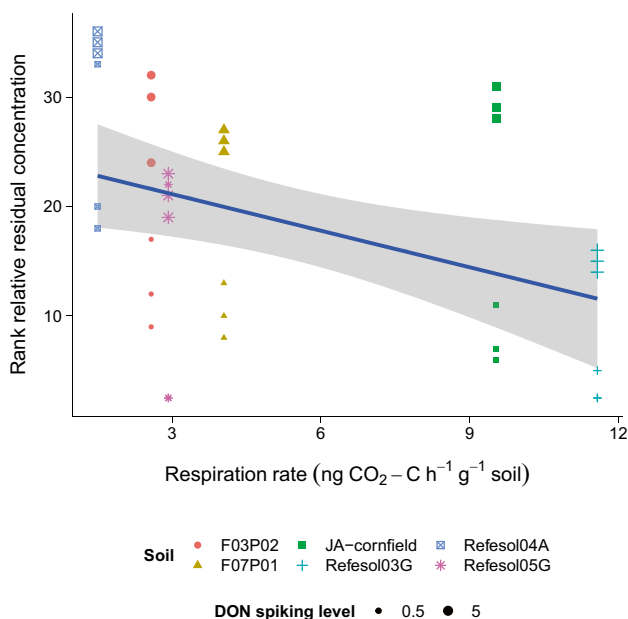 Rank relative residual concentration
30
20
10
3 6 9 12
Respiration rate (ng CO₂ – C h⁻¹ g⁻¹ soil)
Soil F03P02 JA−cornfield Refesol04A
F07P01 Refesol03G Refesol05G
DON spiking level 0.5 5